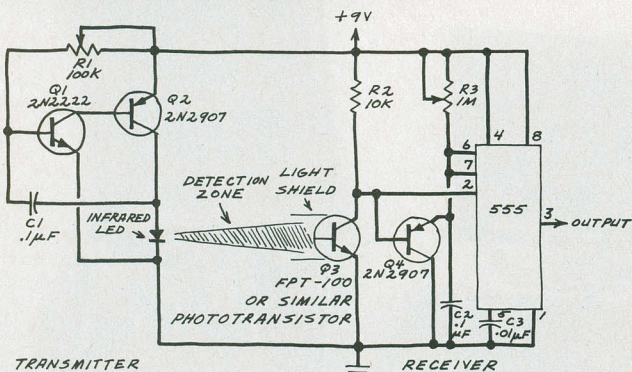 +9V
R1
100K
Q1
2N2222
Q2
2N2907
R2
10K
R3
1M
6
7
2
4
8
555
3
OUTPUT
C1
.1µF
INFRARED
LED
DETECTION
ZONE
LIGHT
SHIELD
Q3
FPT-100
OR SIMILAR
PHOTOTRANSISTOR
Q4
2N2907
C2
.1
µF
5
C3
.01µF
1
TRANSMITTER
RECEIVER